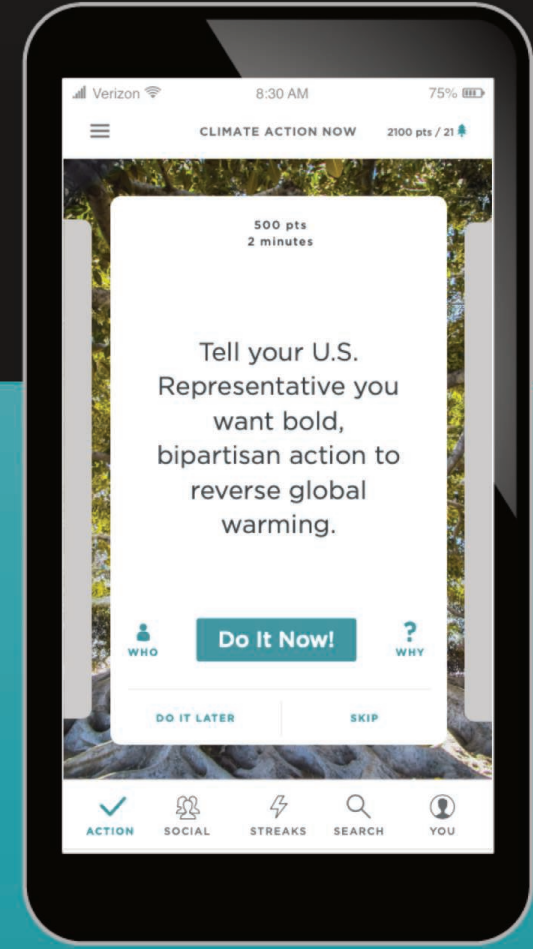 Verizon 8:30 AM 75%
CLIMATE ACTION NOW 2100 pts / 21
500 pts
2 minutes
Tell your U.S.
Representative you
want bold,
bipartisan action to
reverse global
warming.
WHO Do It Now! ? WHY
DO IT LATER SKIP
ACTION SOCIAL STREAKS SEARCH YOU